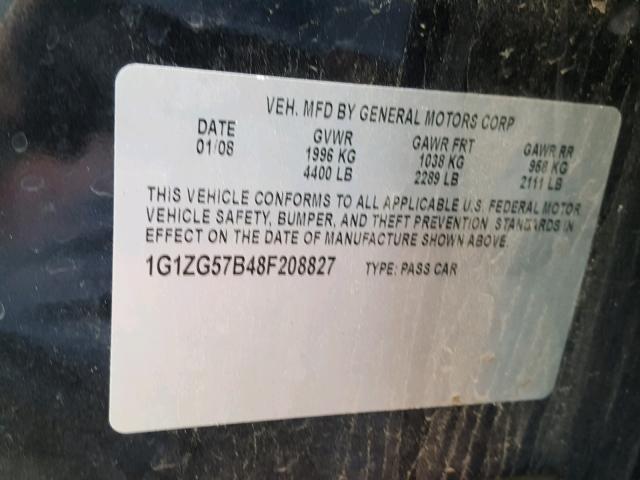 VEH. MFD BY GENERAL MOTORS CORP
DATE GVWR GAWR FRT GAWR RR
01/08 1996 KG 1038 KG 958 KG
4400 LB 2289 LB 2111 LB
THIS VEHICLE CONFORMS TO ALL APPLICABLE U.S. FEDERAL MOTOR
VEHICLE SAFETY, BUMPER, AND THEFT PREVENTION STANDARDS IN
EFFECT ON THE DATE OF MANUFACTURE SHOWN ABOVE.
1G1ZG57B48F208827 TYPE: PASS CAR